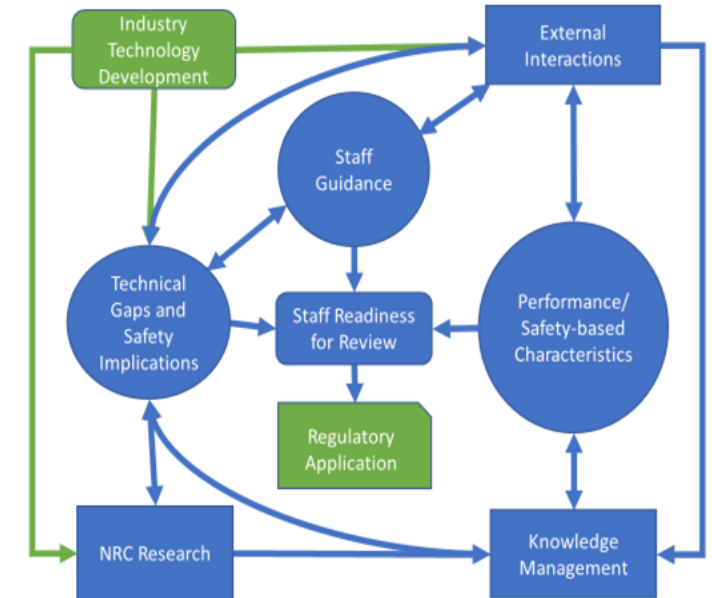 Industry
Technology
Development
External
Interactions
Staff
Guidance
Technical
Gaps and
Safety
Implications
Staff Readiness
for Review
Performance/
Safety-based
Characteristics
Regulatory
Application
NRC Research
Knowledge
Management